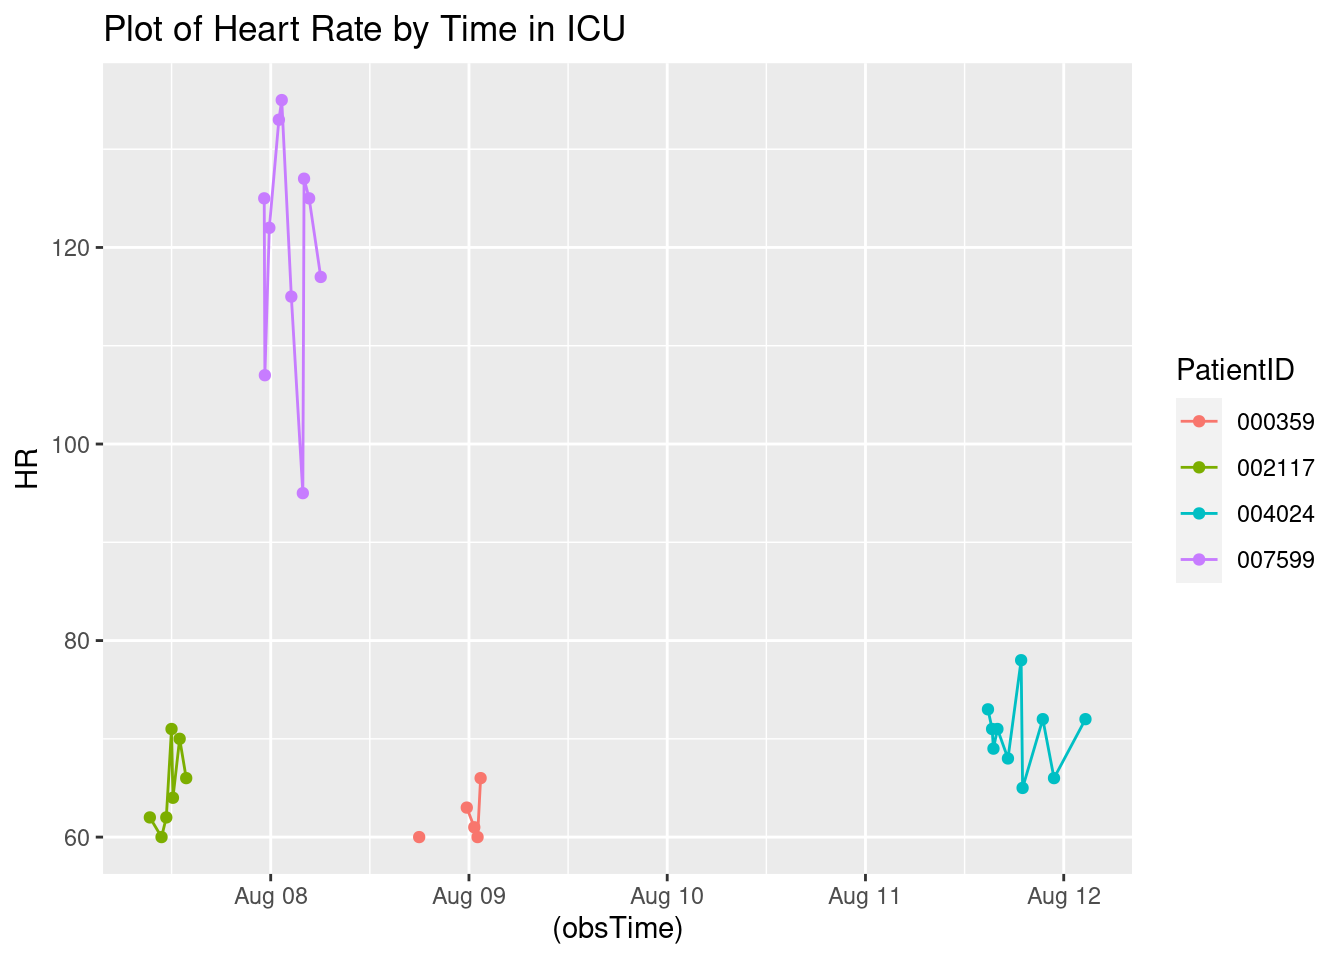 Plot of Heart Rate by Time in ICU
HR
120
100
80
60
Aug 08
Aug 09
Aug 10
Aug 11
Aug 12
(obsTime)
PatientID
000359
002117
004024
007599